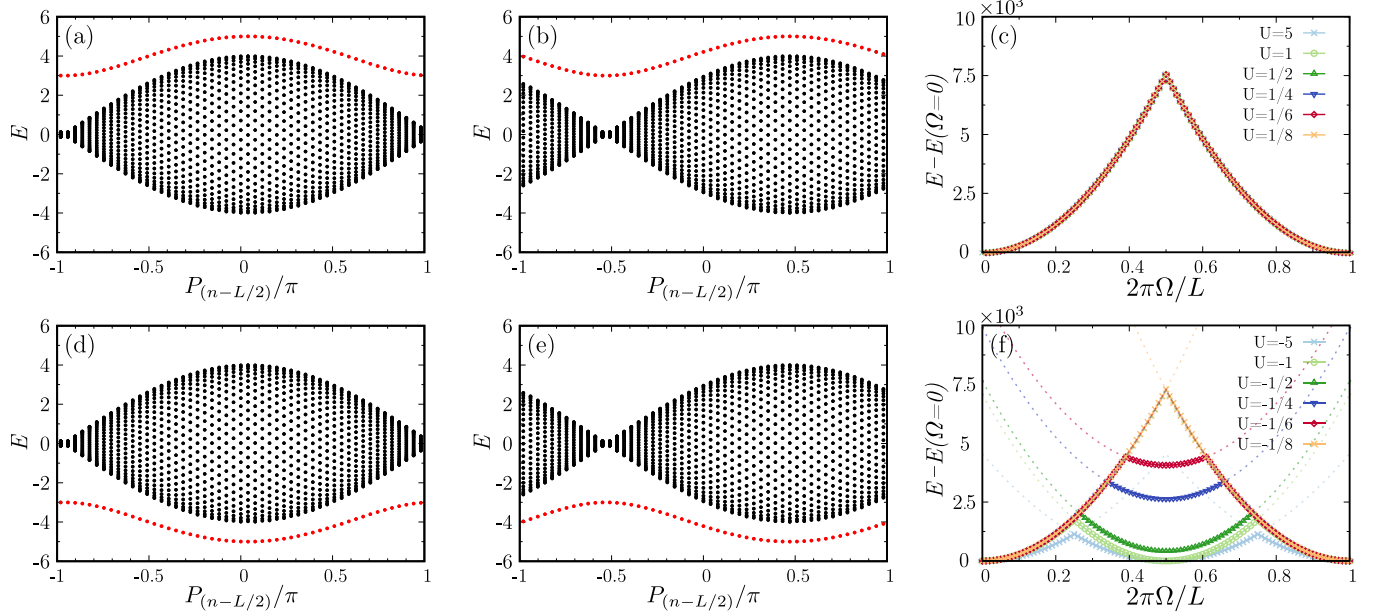 (a)
E
6
4
2
0
-2
-4
-6
-1
-0.5
0
0.5
1
P(n−L/2)/π
(b)
E
6
4
2
0
-2
-4
-6
-1
-0.5
0
0.5
1
P(n−L/2)/π
(c)
×10³
E−E(Ω=0)
10
7.5
5
2.5
0
U=5
U=1
U=1/2
U=1/4
U=1/6
U=1/8
0
0.2
0.4
0.6
0.8
1
2πΩ/L
(d)
E
6
4
2
0
-2
-4
-6
-1
-0.5
0
0.5
1
P(n−L/2)/π
(e)
E
6
4
2
0
-2
-4
-6
-1
-0.5
0
0.5
1
P(n−L/2)/π
(f)
×10³
E−E(Ω=0)
10
7.5
5
2.5
0
U=-5
U=-1
U=-1/2
U=-1/4
U=-1/6
U=-1/8
0
0.2
0.4
0.6
0.8
1
2πΩ/L